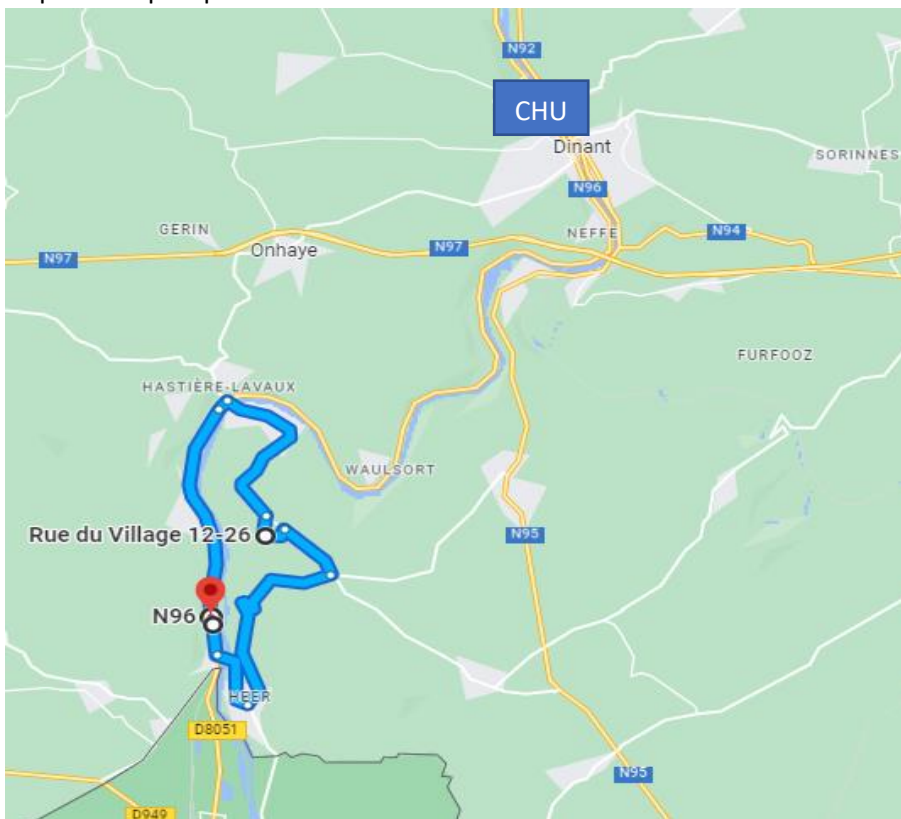 N92
CHU
Dinant
SORINNES
N96
GERIN
NEFFE
N94
Onhaye
N97
N97
FURFOOZ
HASTIÈRE-LAVAUX
WAULSORT
Rue du Village 12-26
N95
N96
HEER
D8051
N95
D949